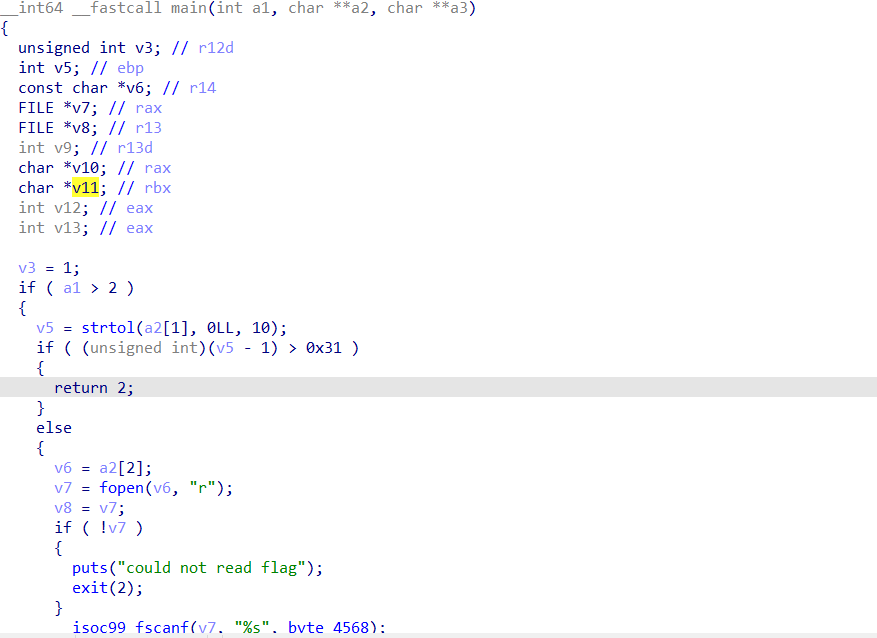 __int64 __fastcall main(int a1, char **a2, char **a3)
{
  unsigned int v3; // r12d
  int v5; // ebp
  const char *v6; // r14
  FILE *v7; // rax
  FILE *v8; // r13
  int v9; // r13d
  char *v10; // rax
  char *v11; // rbx
  int v12; // eax
  int v13; // eax

  v3 = 1;
  if ( a1 > 2 )
  {
    v5 = strtol(a2[1], 0LL, 10);
    if ( (unsigned int)(v5 - 1) > 0x31 )
    {
      return 2;
    }
    else
    {
      v6 = a2[2];
      v7 = fopen(v6, "r");
      v8 = v7;
      if ( !v7 )
      {
        puts("could not read flag");
        exit(2);
      }
      isoc99_fscanf(v7, "%s", byte_4568);